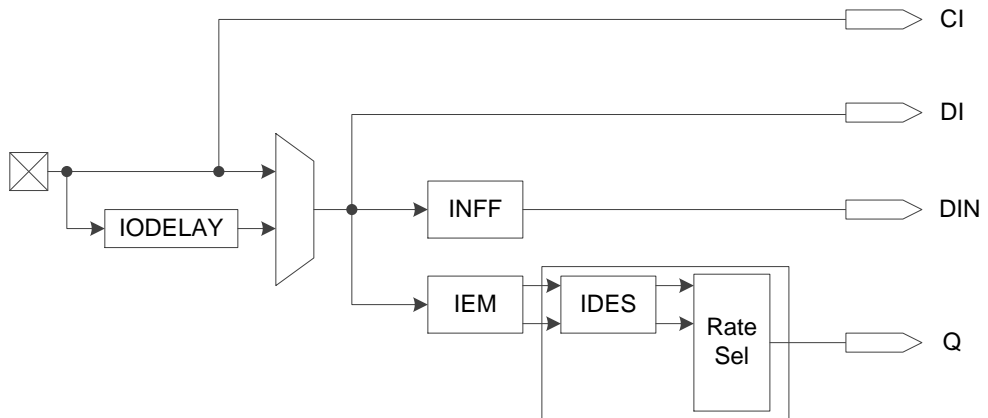 CI
DI
IODELAY
INFF
DIN
IEM
IDES
Rate
Sel
Q